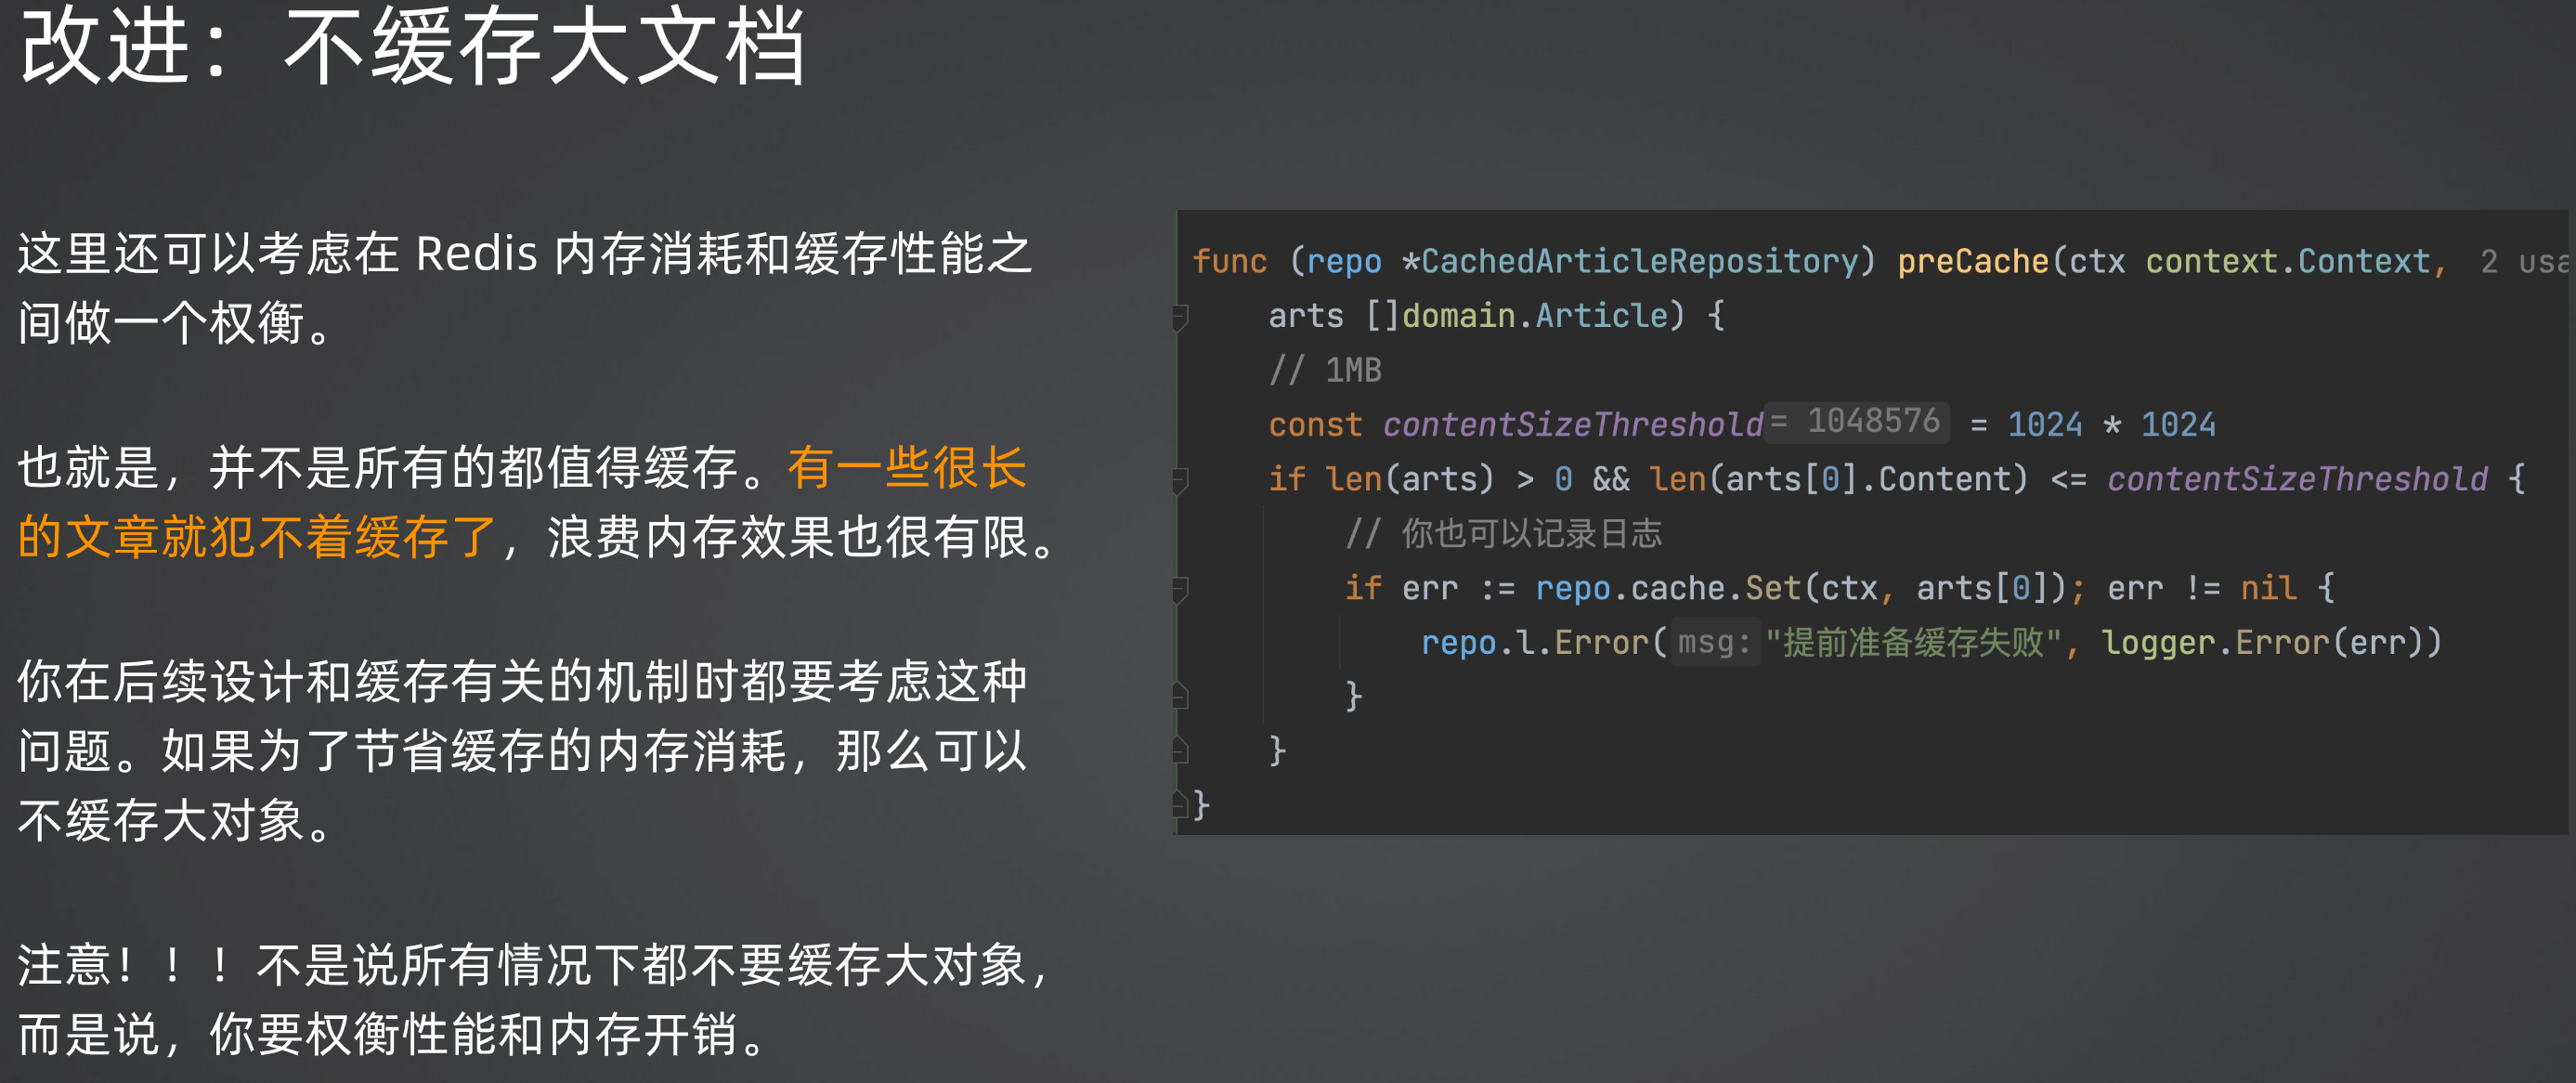 改进：不缓存大文档
这里还可以考虑在 Redis 内存消耗和缓存性能之
间做一个权衡。
也就是，并不是所有的都值得缓存。有一些很长
的文章就犯不着缓存了，浪费内存效果也很有限。
你在后续设计和缓存有关的机制时都要考虑这种
问题。如果为了节省缓存的内存消耗，那么可以
不缓存大对象。
注意！！！不是说所有情况下都不要缓存大对象，
而是说，你要权衡性能和内存开销。
func (repo *CachedArticleRepository) preCache(ctx context.Context, 2 usa
arts []domain.Article) {
// 1MB
const contentSizeThreshold = 1048576 = 1024 * 1024
if len(arts) > 0 && len(arts[0].Content) <= contentSizeThreshold {
// 你也可以记录日志
if err := repo.cache.Set(ctx, arts[0]); err != nil {
repo.l.Error( msg: "提前准备缓存失败", logger.Error(err))
}
}
}